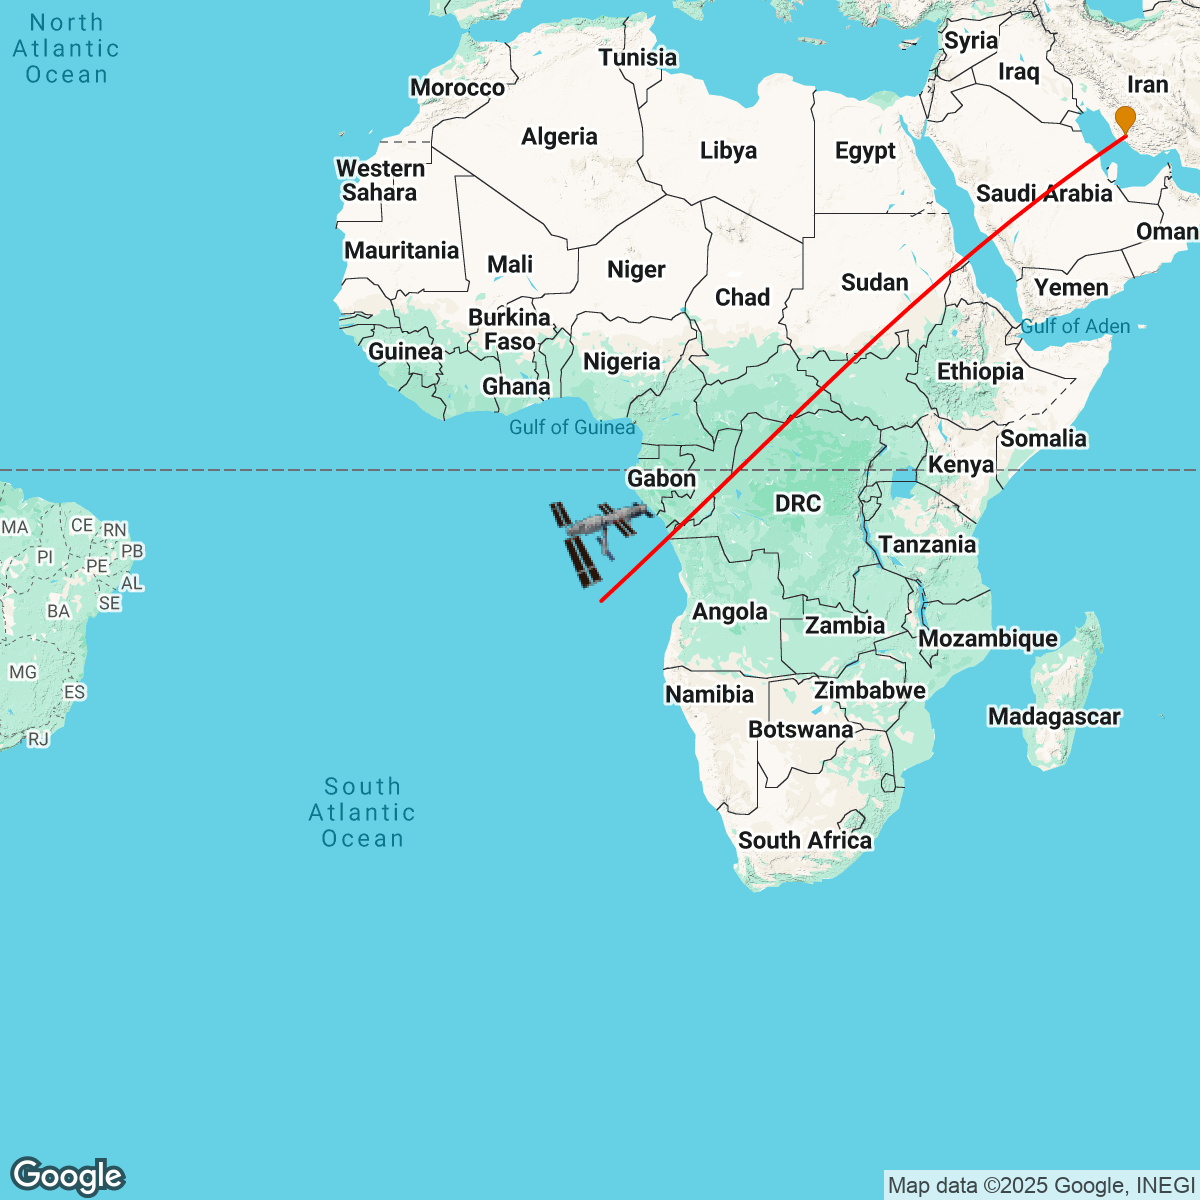 North
Atlantic
Ocean
Syria
Tunisia
Iraq
Iran
Morocco
Algeria
Libya
Egypt
Western
Sahara
Saudi Arabia
Oman
Mauritania
Mali
Niger
Sudan
Yemen
Chad
Burkina
Faso
Gulf of Aden
Guinea
Nigeria
Ghana
Ethiopia
Gulf of Guinea
Somalia
Kenya
Gabon
DRC
MA
CE
RN
Tanzania
PB
PI
PE
AL
SE
BA
Angola
Zambia
Mozambique
MG
ES
Namibia
Zimbabwe
Madagascar
Botswana
RJ
South
Atlantic
Ocean
South Africa
Google
Map data ©2025 Google, INEGI